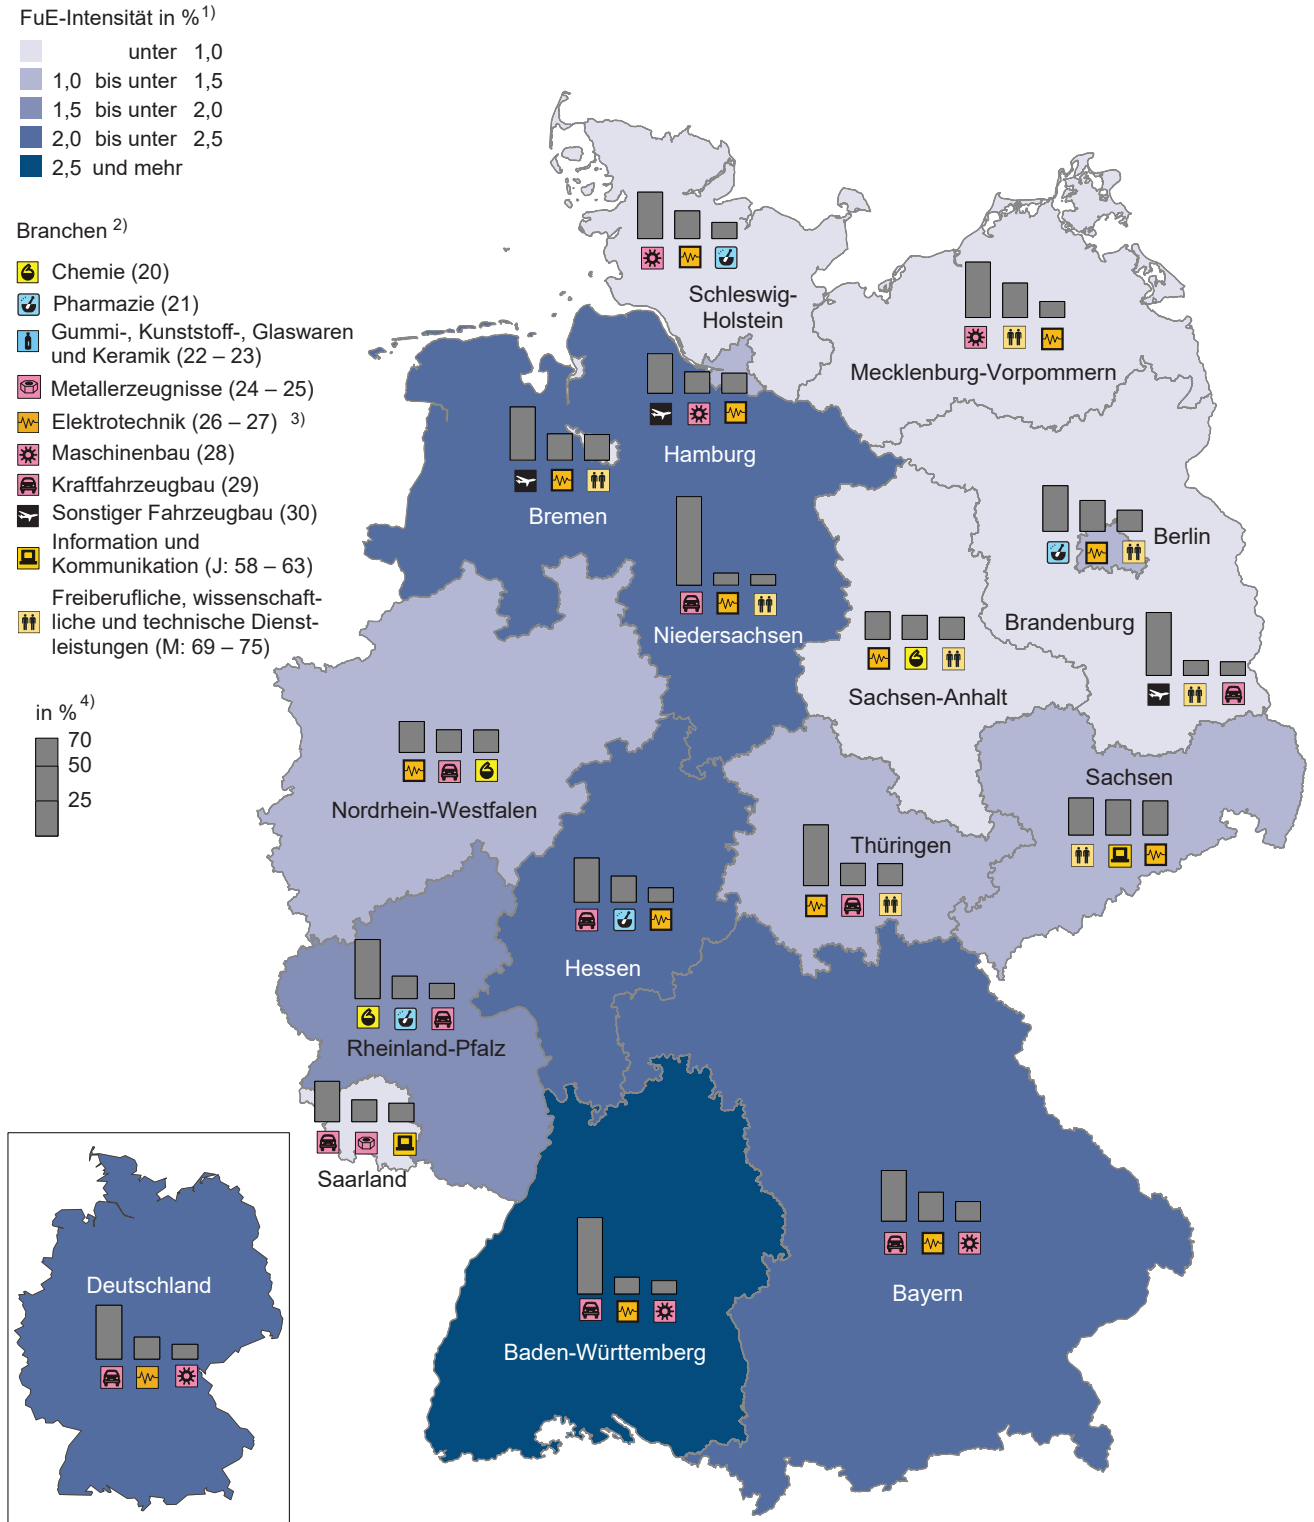 FuE-Intensität in % 1)
unter 1,0
1,0 bis unter 1,5
1,5 bis unter 2,0
2,0 bis unter 2,5
2,5 und mehr
Branchen 2)
Chemie (20)
Pharmazie (21)
Gummi-, Kunststoff-, Glaswaren
und Keramik (22 – 23)
Metallerzeugnisse (24 – 25)
Elektrotechnik (26 – 27) 3)
Maschinenbau (28)
Kraftfahrzeugbau (29)
Sonstiger Fahrzeugbau (30)
Information und
Kommunikation (J: 58 – 63)
Freiberufliche, wissenschaft-
liche und technische Dienst-
leistungen (M: 69 – 75)
in % 4)
70
50
25
Schleswig-
Holstein
Mecklenburg-Vorpommern
Hamburg
Bremen
Berlin
Niedersachsen
Brandenburg
Sachsen-Anhalt
Sachsen
Nordrhein-Westfalen
Thüringen
Hessen
Rheinland-Pfalz
Saarland
Deutschland
Bayern
Baden-Württemberg